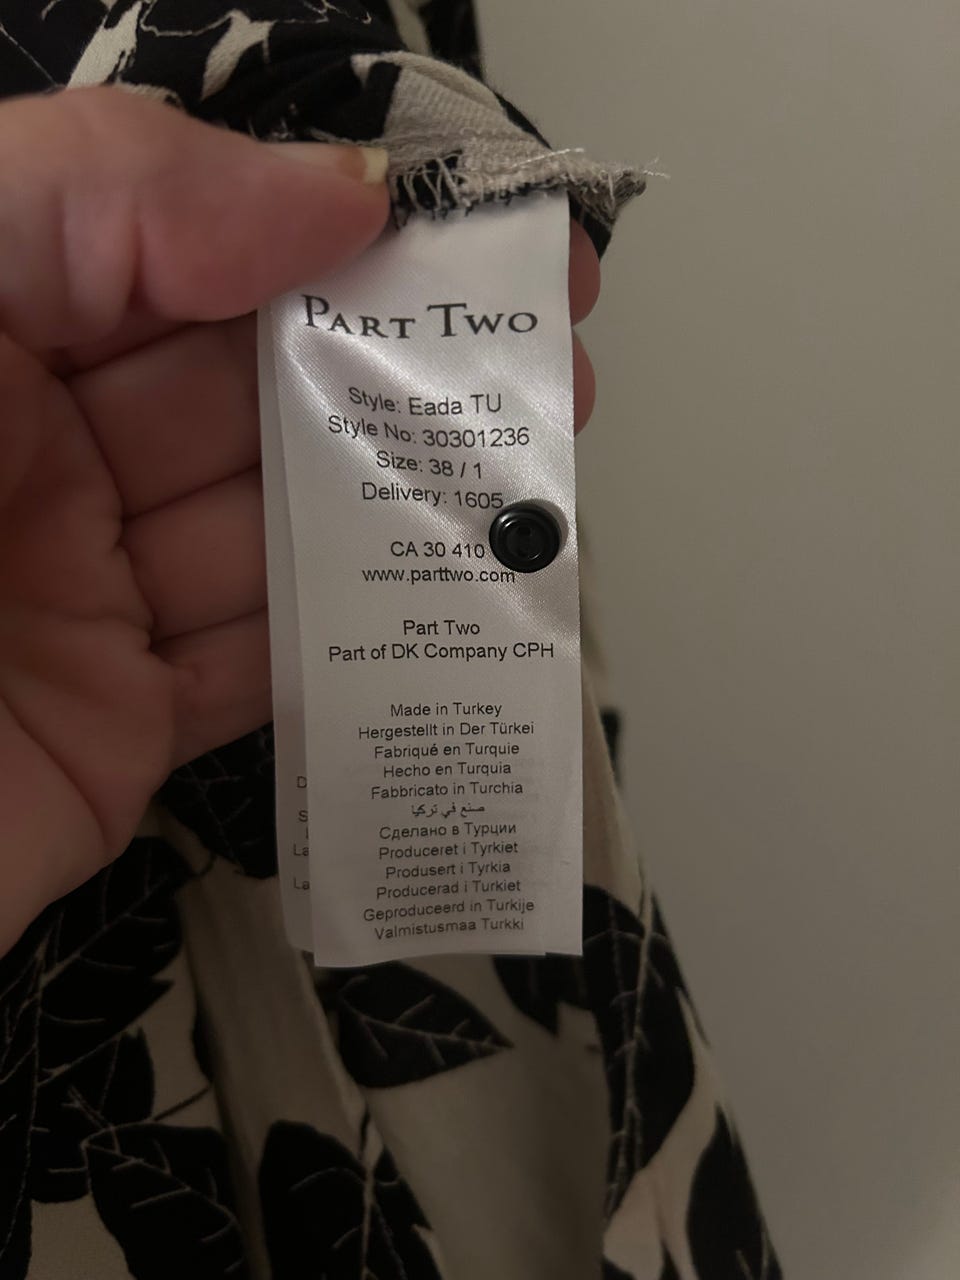 PART TWO
Style: Eada TU
Style No: 30301236
Size: 38 / 1
Delivery: 1605
CA 30 410
www.parttwo.com
Part Two
Part of DK Company CPH
Made in Turkey
Hergestellt in Der Türkei
Fabriqué en Turquie
Hecho en Turquia
Fabbricato in Turchia
صنع في تركيا
Сделано в Турции
Produceret i Tyrkiet
Produsert i Tyrkia
Producerad i Turkiet
Geproduceerd in Turkije
Valmistusmaa Turkki